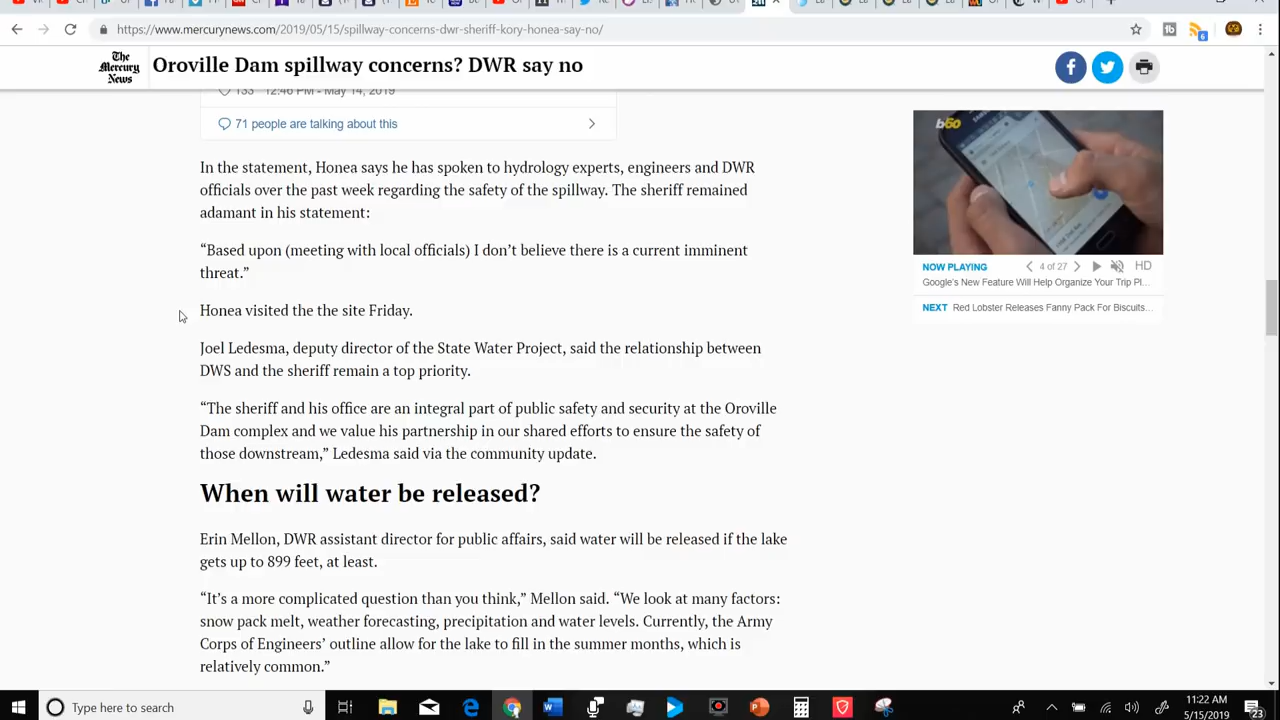 https://www.mercurynews.com/2019/05/15/spillway-concerns-dwr-sheriff-kory-honea-say-no/
6
The
Mercury
News
Oroville Dam spillway concerns? DWR say no
133 12:46 PM - May 14, 2019
71 people are talking about this
In the statement, Honea says he has spoken to hydrology experts, engineers and DWR
officials over the past week regarding the safety of the spillway. The sheriff remained
adamant in his statement:
“Based upon (meeting with local officials) I don’t believe there is a current imminent
threat.”
Honea visited the the site Friday.
Joel Ledesma, deputy director of the State Water Project, said the relationship between
DWS and the sheriff remain a top priority.
“The sheriff and his office are an integral part of public safety and security at the Oroville
Dam complex and we value his partnership in our shared efforts to ensure the safety of
those downstream,” Ledesma said via the community update.
When will water be released?
Erin Mellon, DWR assistant director for public affairs, said water will be released if the lake
gets up to 899 feet, at least.
“It’s a more complicated question than you think,” Mellon said. “We look at many factors:
snow pack melt, weather forecasting, precipitation and water levels. Currently, the Army
Corps of Engineers’ outline allow for the lake to fill in the summer months, which is
relatively common.”
b60
NOW PLAYING
4 of 27
HD
Google's New Feature Will Help Organize Your Trip Pl...
NEXT Red Lobster Releases Fanny Pack For Biscuits...
Type here to search
11:22 AM
5/15/2019
23